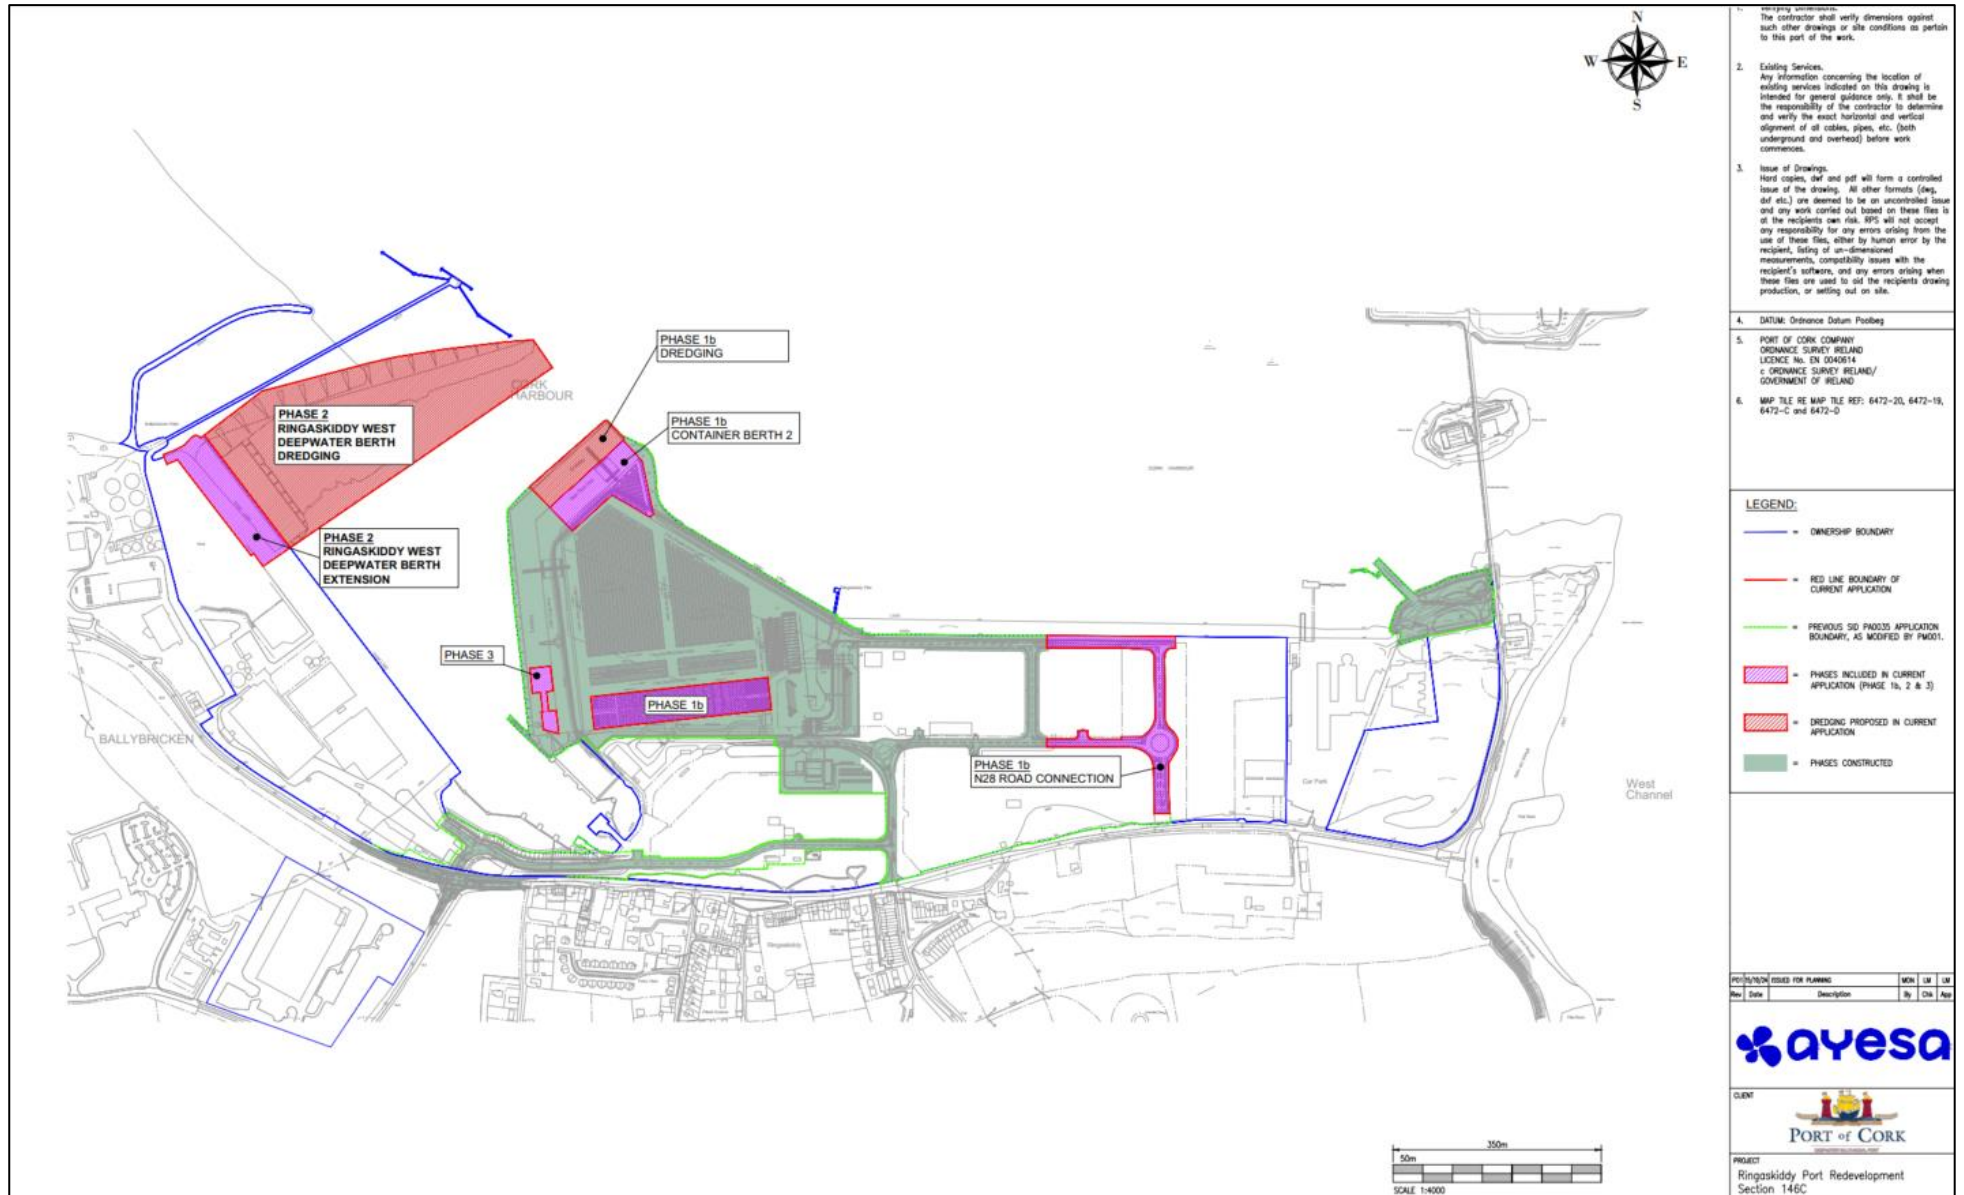 N
W
E
S
The contractor shall verify dimensions against
such other drawings or site conditions as pertain
to this part of the work.
2. Existing Services.
Any information concerning the location of
existing services indicated on this drawing is
intended for general guidance only. It shall be
the responsibility of the contractor to determine
and verify the exact horizontal and vertical
alignment of all cables, pipes, etc. (both
underground and overhead) before work
commences.
3. Issue of Drawings.
Hard copies, dwf and pdf will form a controlled
issue of the drawing. All other formats (dwg,
dxf etc.) are deemed to be an uncontrolled issue
and any work carried out based on these files is
at the recipients own risk. RPS will not accept
any responsibility for any errors arising from the
use of these files, either by human error by the
recipient, listing of un-dimensioned
measurements, compatibility issues with the
recipient's software, and any errors arising when
these files are used to aid the recipients drawing
production, or setting out on site.
4. DATUM: Ordnance Datum Poolbeg
5. PORT OF CORK COMPANY
ORDNANCE SURVEY IRELAND
LICENCE No. EN 0040614
c ORDNANCE SURVEY IRELAND/
GOVERNMENT OF IRELAND
6. MAP TILE RE MAP TILE REF: 6472-20, 6472-19,
6472-C and 6472-D
CORK
HARBOUR
PHASE 1b
DREDGING
PHASE 1b
CONTAINER BERTH 2
PHASE 2
RINGASKIDDY WEST
DEEPWATER BERTH
DREDGING
PHASE 2
RINGASKIDDY WEST
DEEPWATER BERTH
EXTENSION
CORK HARBOUR
PHASE 3
PHASE 1b
PHASE 1b
N28 ROAD CONNECTION
BALLYBRICKEN
Car Park
West
Channel
Ringaskiddy
LEGEND:
= OWNERSHIP BOUNDARY
= RED LINE BOUNDARY OF
CURRENT APPLICATION
= PREVIOUS SID PA0035 APPLICATION
BOUNDARY, AS MODIFIED BY PM001.
= PHASES INCLUDED IN CURRENT
APPLICATION (PHASE 1b, 2 & 3)
= DREDGING PROPOSED IN CURRENT
APPLICATION
= PHASES CONSTRUCTED
ISSUED FOR PLANNING MON LM LM
Rev Date Description By Chk App
ayesa
CLIENT
PORT OF CORK
PROJECT
Ringaskiddy Port Redevelopment
Section 146C
350m
50m
SCALE 1:4000